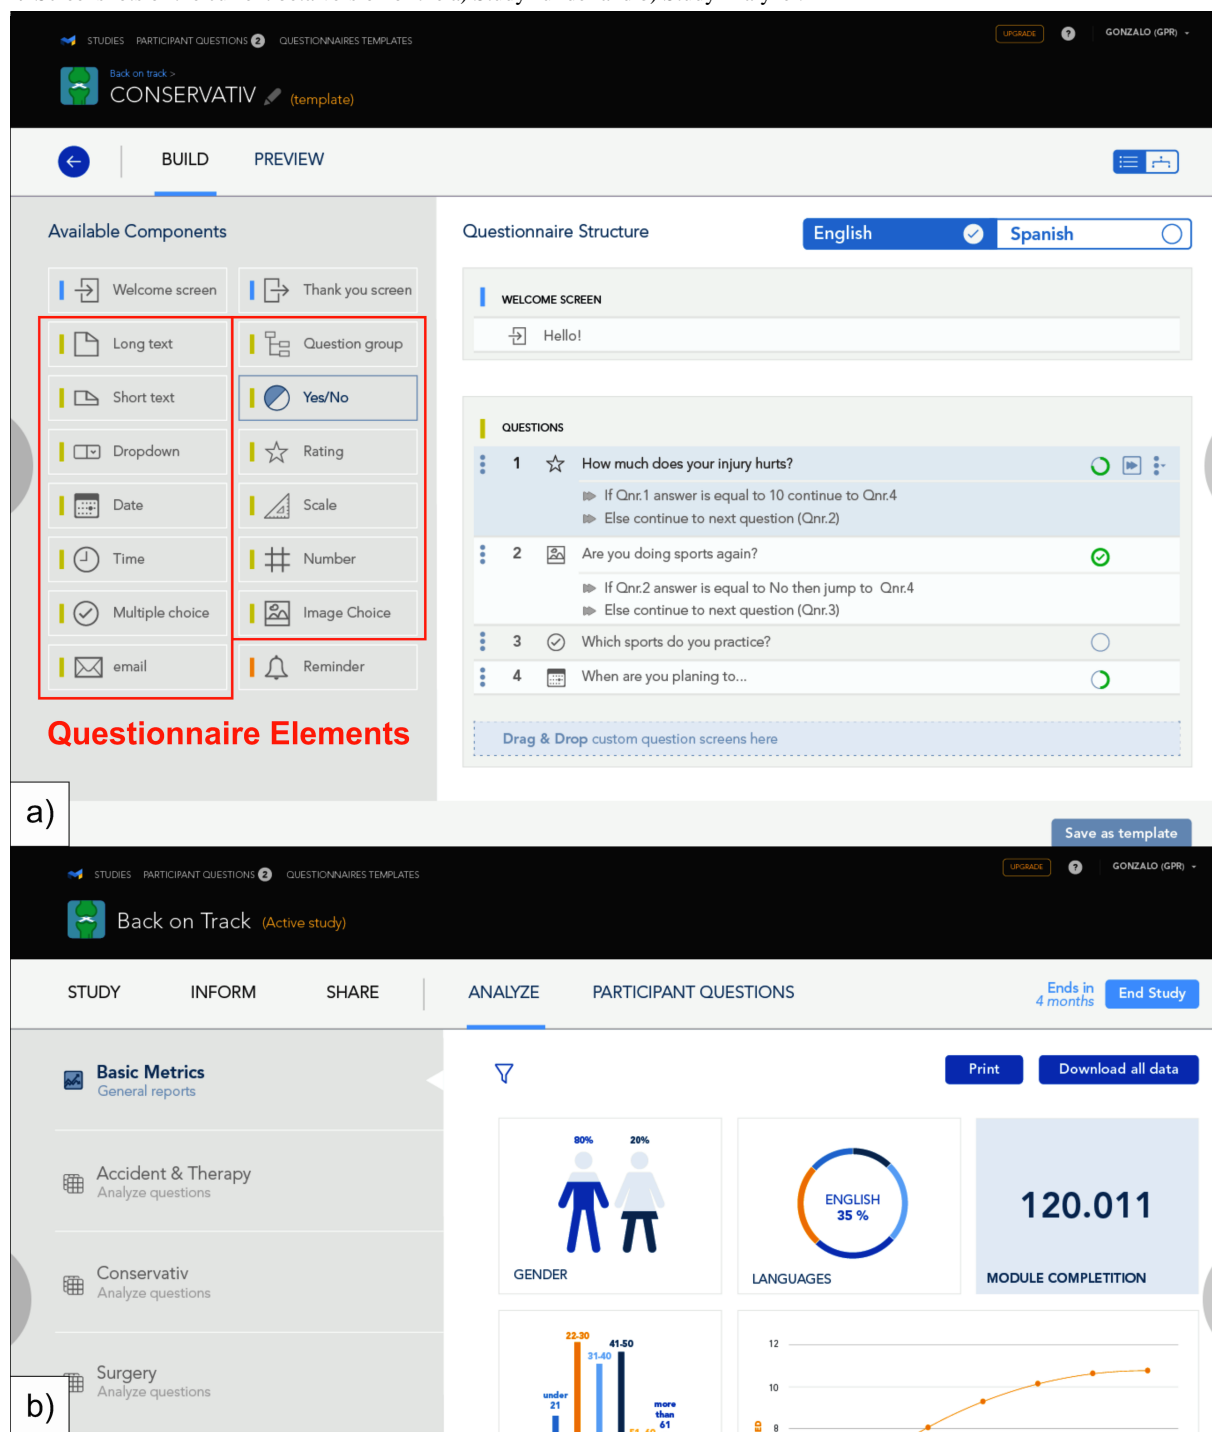 STUDIES PARTICIPANT QUESTIONS 2 QUESTIONNAIRES TEMPLATES
UPGRADE ? GONZALO (GPR)
Back on track >
CONSERVATIV (template)
BUILD PREVIEW
Available Components
Welcome screen Thank you screen
Long text Question group
Short text Yes/No
Dropdown Rating
Date Scale
Time Number
Multiple choice Image Choice
email Reminder
Questionnaire Elements
a)
Questionnaire Structure
English Spanish
WELCOME SCREEN
Hello!
QUESTIONS
1 How much does your injury hurts?
If Qnr.1 answer is equal to 10 continue to Qnr.4
Else continue to next question (Qnr.2)
2 Are you doing sports again?
If Qnr.2 answer is equal to No then jump to Qnr.4
Else continue to next question (Qnr.3)
3 Which sports do you practice?
4 When are you planing to...
Drag & Drop custom question screens here
Save as template
STUDIES PARTICIPANT QUESTIONS 2 QUESTIONNAIRES TEMPLATES
UPGRADE ? GONZALO (GPR)
Back on Track (Active study)
STUDY INFORM SHARE ANALYZE PARTICIPANT QUESTIONS
Ends in
4 months
End Study
Basic Metrics
General reports
Accident & Therapy
Analyze questions
Conservativ
Analyze questions
Surgery
Analyze questions
b)
Print Download all data
80% 20%
GENDER
ENGLISH
35 %
LANGUAGES
120.011
MODULE COMPLETITION
22-30
41-50
31-40
under
21
more
than
61
12
10
8